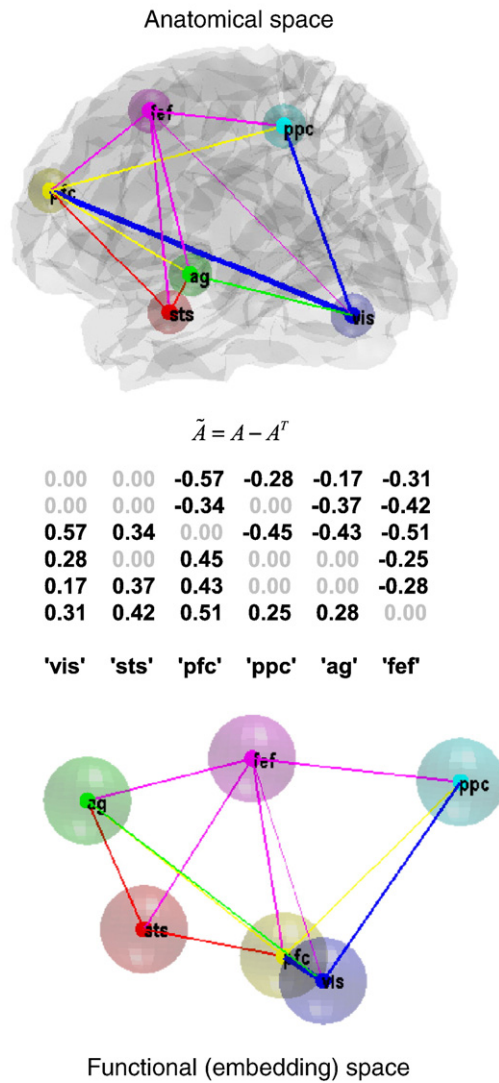 Anatomical space
fef
ppc
pfc
ag
sts
vis
Ã = A − Aᵀ
0.00 0.00 -0.57 -0.28 -0.17 -0.31
0.00 0.00 -0.34 0.00 -0.37 -0.42
0.57 0.34 0.00 -0.45 -0.43 -0.51
0.28 0.00 0.45 0.00 0.00 -0.25
0.17 0.37 0.43 0.00 0.00 -0.28
0.31 0.42 0.51 0.25 0.28 0.00
'vis' 'sts' 'pfc' 'ppc' 'ag' 'fef'
fef
ppc
ag
sts
pfc
vis
Functional (embedding) space